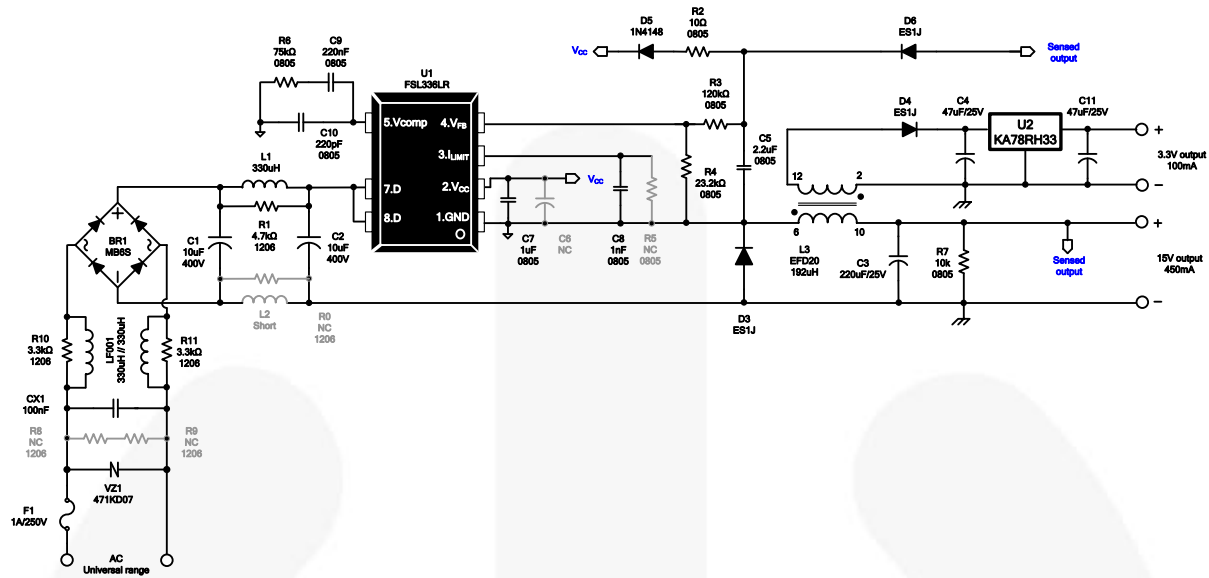 D5
1N4148
R2
10Ω
0805
D6
ES1J
Vcc
Sensed
output
R6
75kΩ
0805
C9
220nF
0805
U1
FSL336LR
R3
120kΩ
0805
C10
220pF
0805
5.Vcomp
4.VFB
3.ILIMIT
7.D
2.Vcc
8.D
1.GND
Vcc
C5
2.2uF
0805
R4
23.2kΩ
0805
D4
ES1J
C4
47uF/25V
U2
KA78RH33
C11
47uF/25V
+
3.3V output
100mA
−
L1
330uH
R1
4.7kΩ
1206
C1
10uF
400V
C2
10uF
400V
+
BR1
MB6S
−
C7
1uF
0805
C6
NC
C8
1nF
0805
R5
NC
0805
12
2
6
10
L3
EFD20
192uH
C3
220uF/25V
R7
10k
0805
Sensed
output
+
15V output
450mA
−
L2
Short
R0
NC
1206
D3
ES1J
R10
3.3kΩ
1206
LF001
330uH // 330uH
R11
3.3kΩ
1206
CX1
100nF
R8
NC
1206
R9
NC
1206
VZ1
471KD07
F1
1A/250V
AC
Universal range